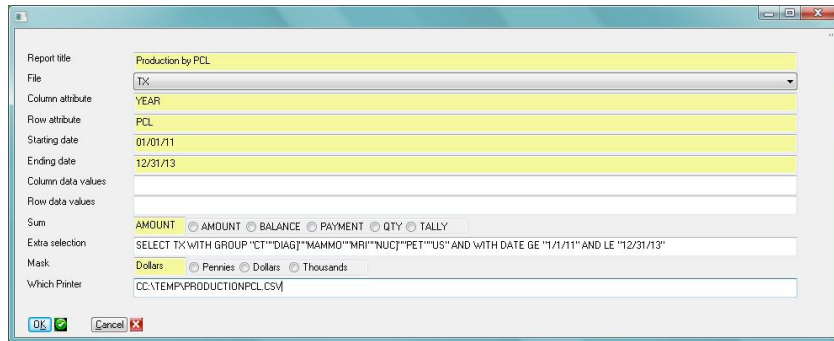 Report title Production by PCL
File TX
Column attribute YEAR
Row attribute PCL
Starting date 01/01/11
Ending date 12/31/13
Column data values
Row data values
Sum AMOUNT AMOUNT BALANCE PAYMENT QTY TALLY
Extra selection SELECT TX WITH GROUP "CT""DIAG]""MAMMO""MRI""NUC]""PET""US" AND WITH DATE GE "1/1/11" AND LE "12/31/13"
Mask Dollars Pennies Dollars Thousands
Which Printer CC:\TEMP\PRODUCTIONPCL.CSV
OK Cancel